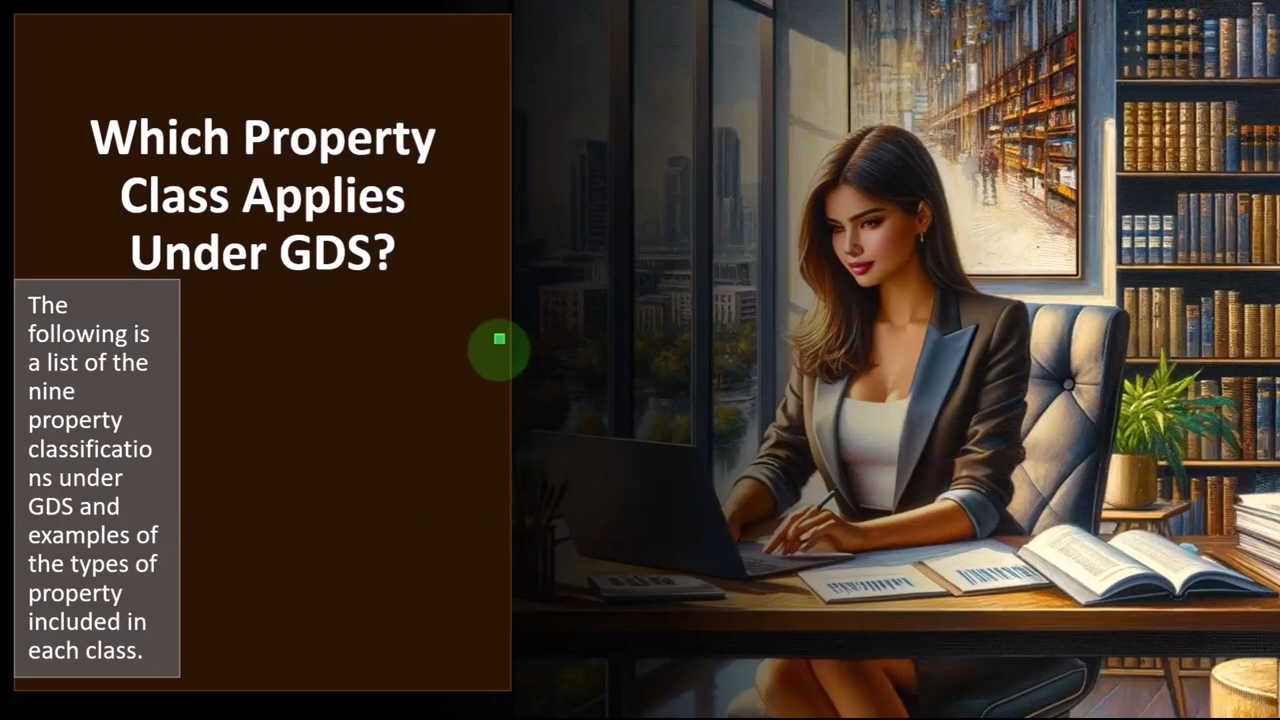 Which Property
Class Applies
Under GDS?
The
following is
a list of the
nine
property
classificatio
ns under
GDS and
examples of
the types of
property
included in
each class.